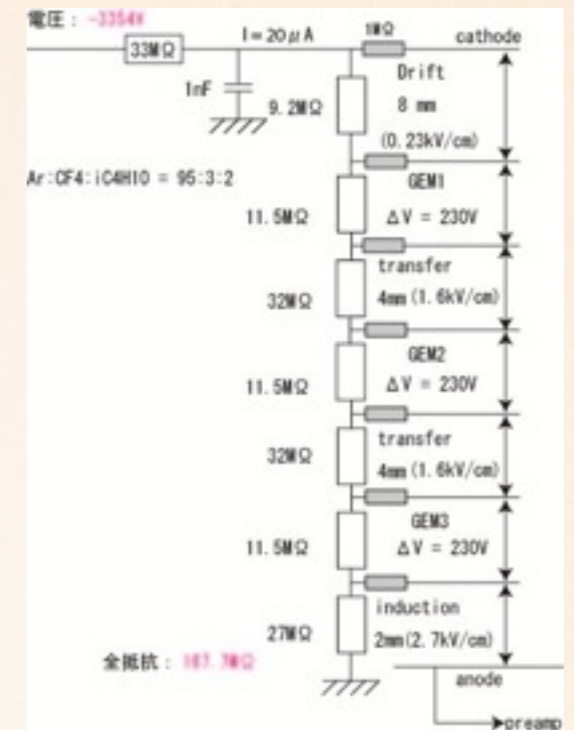 電圧： -3354V
33MΩ
I=20μA
1MΩ
cathode
1nF
9.2MΩ
Drift
8 mm
(0.23kV/cm)
Ar:CF4:iC4H10 = 95:3:2
GEM1
11.5MΩ
ΔV = 230V
transfer
32MΩ
4mm(1.6kV/cm)
GEM2
11.5MΩ
ΔV = 230V
transfer
32MΩ
4mm(1.6kV/cm)
GEM3
11.5MΩ
ΔV = 230V
induction
27MΩ
2mm(2.7kV/cm)
全抵抗： 167.7MΩ
anode
preamp